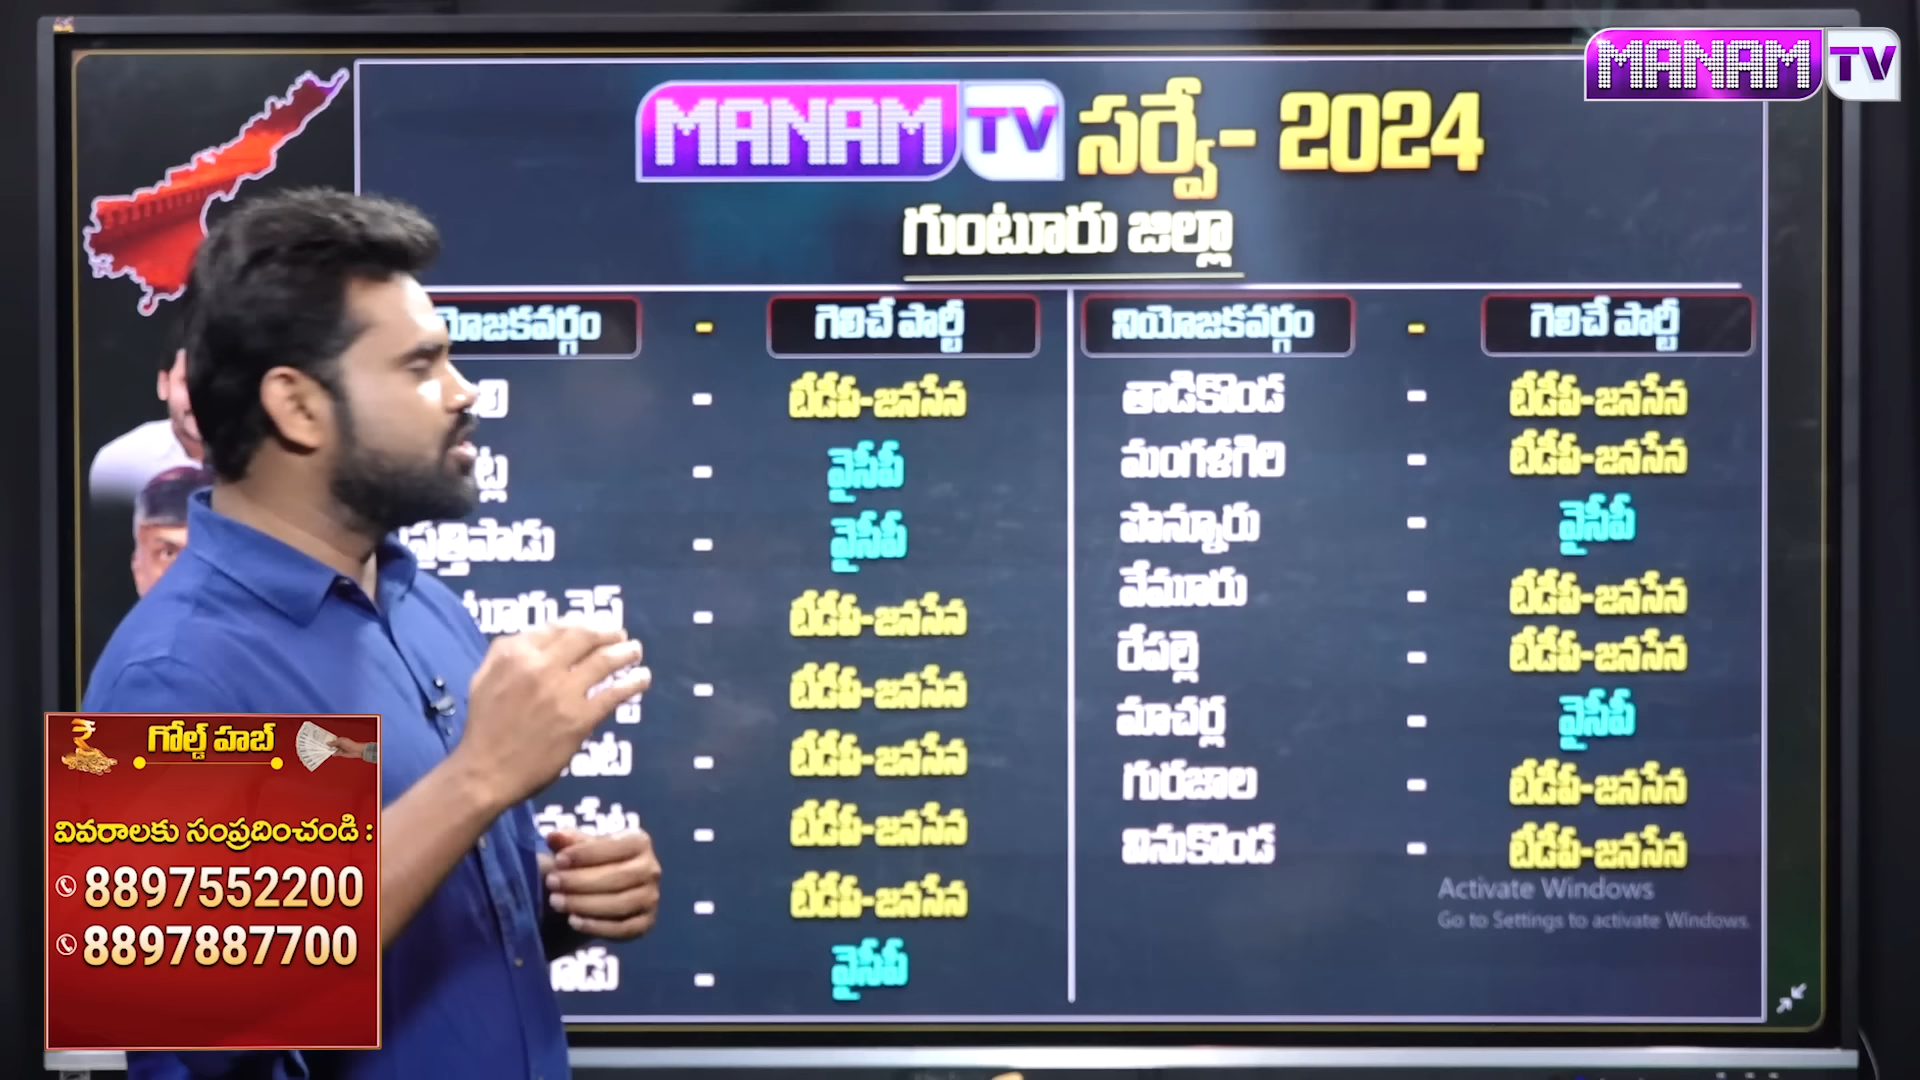 MANAM TV
MANAM TV సర్వే- 2024
గుంటూరు జిల్లా
- గెలిచే పార్టీ
నియోజకవర్గం - గెలిచే పార్టీ
- టీడీపీ-జనసేన
- వైసీపీ
- వైసీపీ
- టీడీపీ-జనసేన
- టీడీపీ-జనసేన
- టీడీపీ-జనసేన
- టీడీపీ-జనసేన
- టీడీపీ-జనసేన
- వైసీపీ
తాడికొండ - టీడీపీ-జనసేన
మంగళగిరి - టీడీపీ-జనసేన
పొన్నూరు - వైసీపీ
వేమూరు - టీడీపీ-జనసేన
రేపల్లె - టీడీపీ-జనసేన
మాచర్ల - వైసీపీ
గురజాల - టీడీపీ-జనసేన
వినుకొండ - టీడీపీ-జనసేన
Activate Windows
Go to Settings to activate Windows.
గోల్డ్ హబ్
వివరాలకు సంప్రదించండి :
8897552200
8897887700